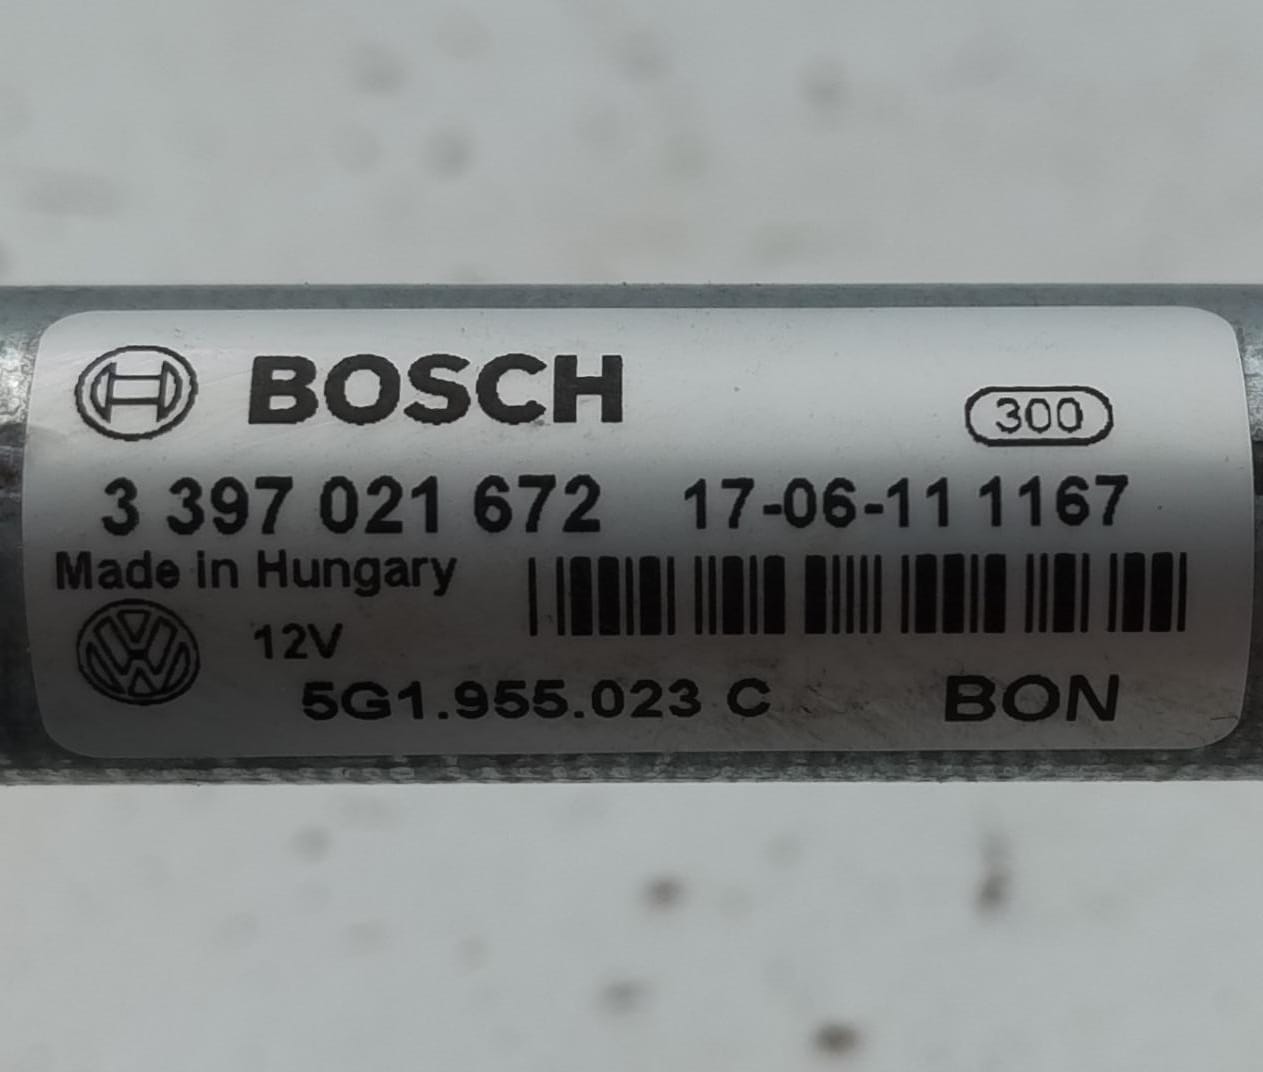 BOSCH
300
3 397 021 672 17-06-11 1167
Made in Hungary
12V
5G1.955.023 C BON